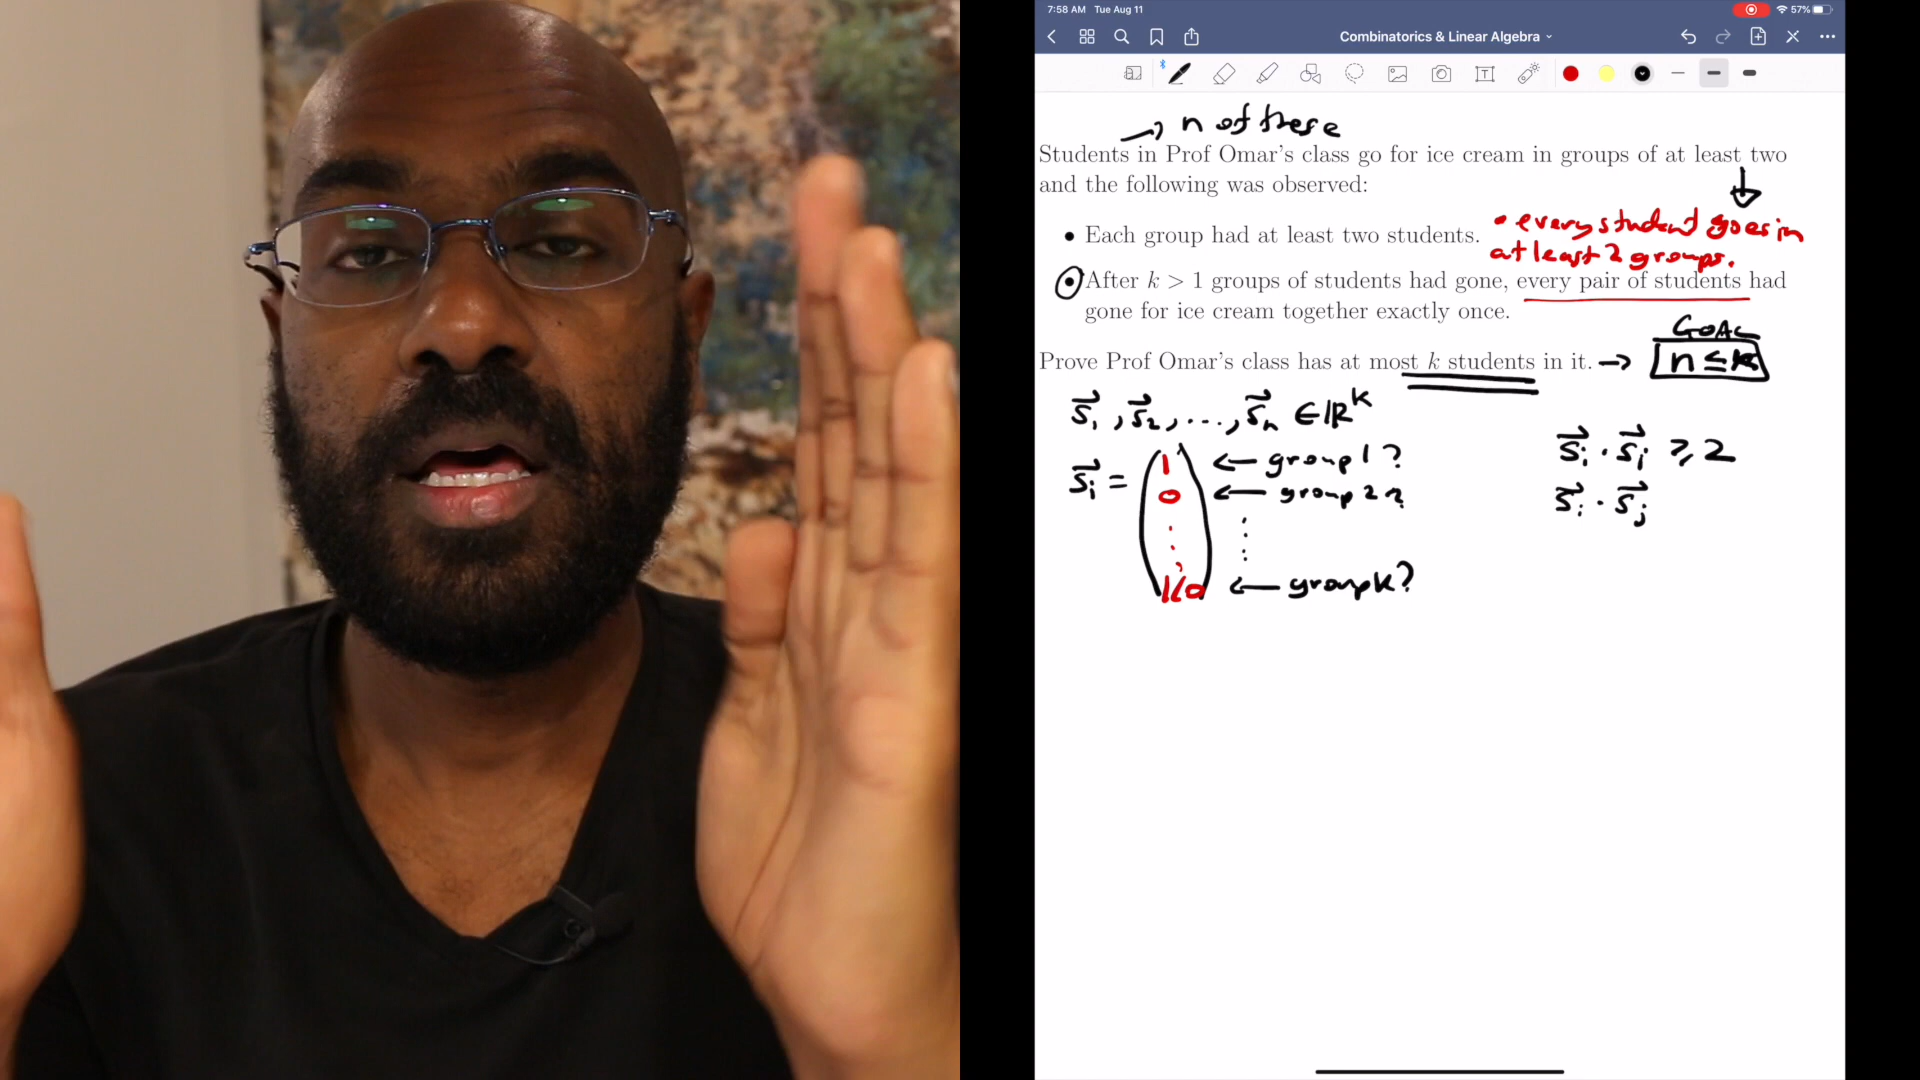 7:58 AM Tue Aug 11
57%
Combinatorics & Linear Algebra
→ n of these
Students in Prof Omar's class go for ice cream in groups of at least two
and the following was observed:
• Each group had at least two students.
• every student goes in
at least 2 groups.
• After k > 1 groups of students had gone, every pair of students had
gone for ice cream together exactly once.
GOAL
Prove Prof Omar's class has at most k students in it. → n ≤ k
s⃗₁, s⃗₂, ..., s⃗ₙ ∈ ℝᵏ
s⃗ᵢ · s⃗ᵢ ≥ 2
s⃗ᵢ · s⃗ⱼ
s⃗ᵢ =
1 ← group 1?
0 ← group 2?
⋮ ⋮
1/0 ← group k?